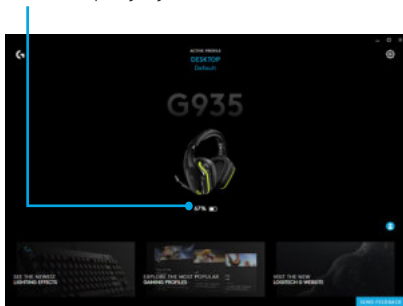 ACTIVE PROFILE
DESKTOP
Default
G935
67%
SEE THE NEWEST
LIGHTING EFFECTS
EXPLORE THE MOST POPULAR
GAMING PROFILES
VISIT THE NEW
LOGITECH G WEBSITE
SEND FEEDBACK